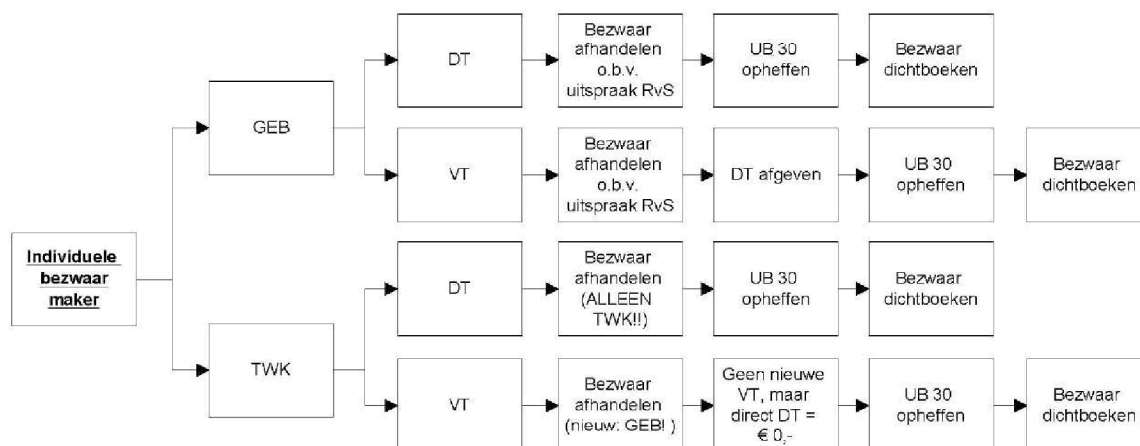 Individuele
bezwaar
maker
GEB
DT
Bezwaar
afhandelen
o.b.v.
uitspraak RvS
UB 30
opheffen
Bezwaar
dichtboeken
VT
Bezwaar
afhandelen
o.b.v.
uitspraak RvS
DT afgeven
UB 30
opheffen
Bezwaar
dichtboeken
TWK
DT
Bezwaar
afhandelen
(ALLEEN
TWK!!)
UB 30
opheffen
Bezwaar
dichtboeken
VT
Bezwaar
afhandelen
(nieuw: GEB! )
Geen nieuwe
VT, maar
direct DT =
€ 0,-
UB 30
opheffen
Bezwaar
dichtboeken